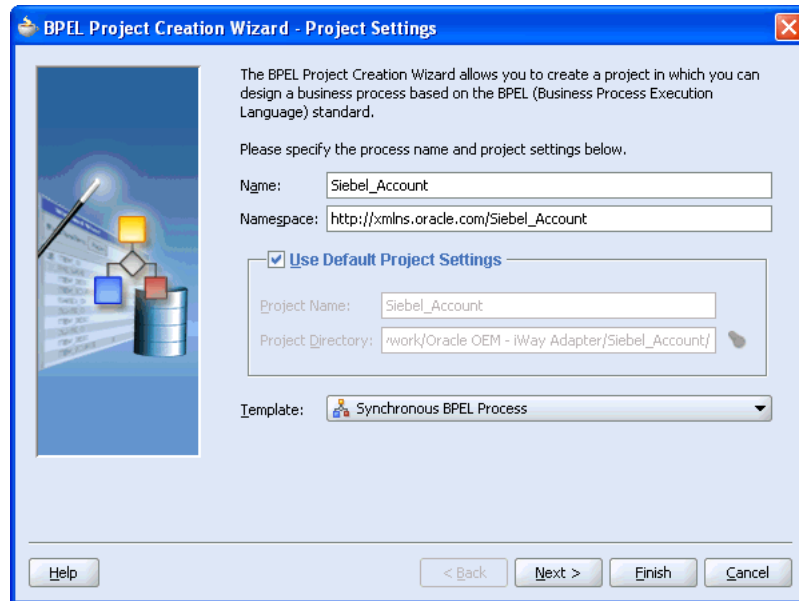 BPEL Project Creation Wizard - Project Settings
The BPEL Project Creation Wizard allows you to create a project in which you can
design a business process based on the BPEL (Business Process Execution
Language) standard.
Please specify the process name and project settings below.
Name: Siebel_Account
Namespace: http://xmlns.oracle.com/Siebel_Account
Use Default Project Settings
Project Name: Siebel_Account
Project Directory: work/Oracle OEM - iWay Adapter/Siebel_Account/
Template: Synchronous BPEL Process
Help < Back Next > Finish Cancel